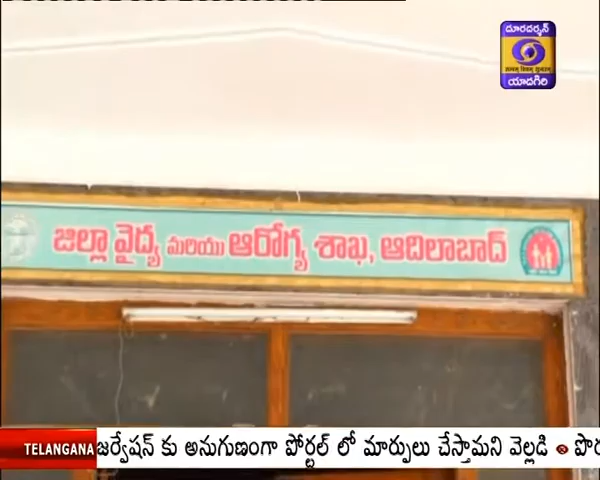 దూరదర్శన్
యాదగిరి
జిల్లా వైద్య మరియు ఆరోగ్య శాఖ, ఆదిలాబాద్
TELANGANA
జర్వేషన్ కు అనుగుణంగా పోర్టల్ లో మార్పులు చేస్తామని వెల్లడి